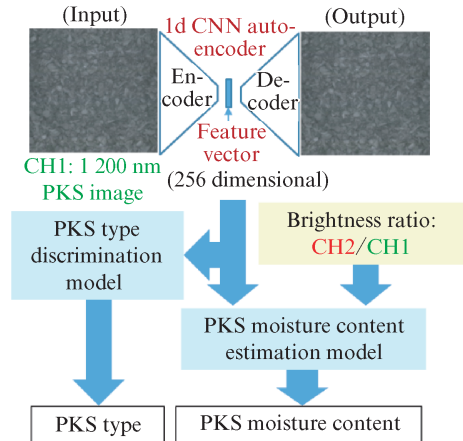 (Input)
1d CNN auto-
encoder
(Output)
En-
coder
De-
coder
Feature
vector
(256 dimensional)
CH1: 1 200 nm
PKS image
PKS type
discrimination
model
Brightness ratio:
CH2/CH1
PKS moisture content
estimation model
PKS type
PKS moisture content